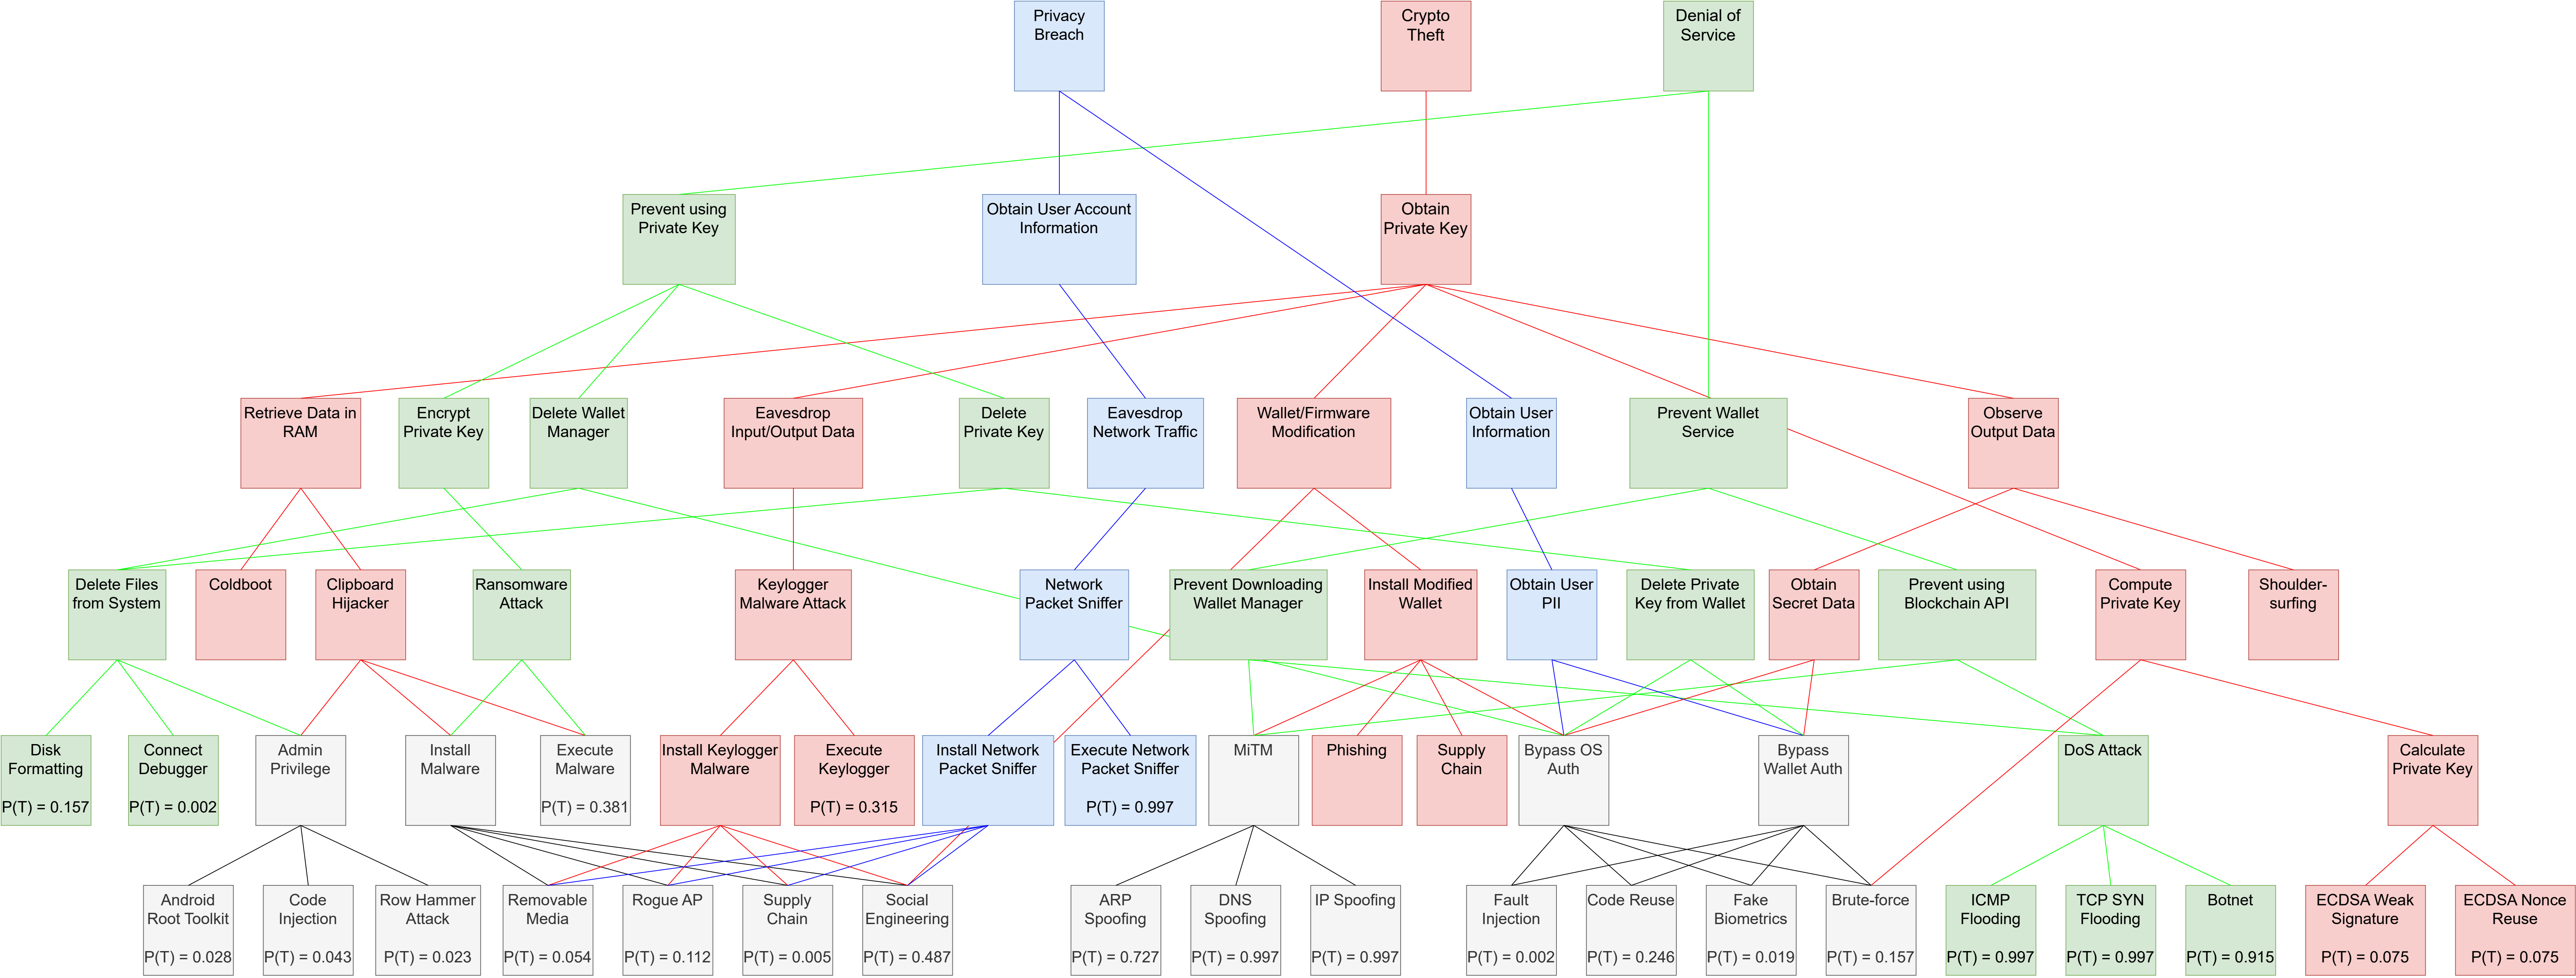 Privacy
Breach
Crypto
Theft
Denial of
Service
Prevent using
Private Key
Obtain User Account
Information
Obtain
Private Key
Retrieve Data in
RAM
Encrypt
Private Key
Delete Wallet
Manager
Eavesdrop
Input/Output Data
Delete
Private Key
Eavesdrop
Network Traffic
Wallet/Firmware
Modification
Obtain User
Information
Prevent Wallet
Service
Observe
Output Data
Delete Files
from System
Coldboot
Clipboard
Hijacker
Ransomware
Attack
Keylogger
Malware Attack
Network
Packet Sniffer
Prevent Downloading
Wallet Manager
Install Modified
Wallet
Obtain User
PII
Delete Private
Key from Wallet
Obtain
Secret Data
Prevent using
Blockchain API
Compute
Private Key
Shoulder-
surfing
Disk
Formatting
P(T) = 0.157
Connect
Debugger
P(T) = 0.002
Admin
Privilege
Install
Malware
Execute
Malware
P(T) = 0.381
Install Keylogger
Malware
Execute
Keylogger
P(T) = 0.315
Install Network
Packet Sniffer
Execute Network
Packet Sniffer
P(T) = 0.997
MiTM
Phishing
Supply
Chain
Bypass OS
Auth
Bypass
Wallet Auth
DoS Attack
Calculate
Private Key
Android
Root Toolkit
P(T) = 0.028
Code
Injection
P(T) = 0.043
Row Hammer
Attack
P(T) = 0.023
Removable
Media
P(T) = 0.054
Rogue AP
P(T) = 0.112
Supply
Chain
P(T) = 0.005
Social
Engineering
P(T) = 0.487
ARP
Spoofing
P(T) = 0.727
DNS
Spoofing
P(T) = 0.997
IP Spoofing
P(T) = 0.997
Fault
Injection
P(T) = 0.002
Code Reuse
P(T) = 0.246
Fake
Biometrics
P(T) = 0.019
Brute-force
P(T) = 0.157
ICMP
Flooding
P(T) = 0.997
TCP SYN
Flooding
P(T) = 0.997
Botnet
P(T) = 0.915
ECDSA Weak
Signature
P(T) = 0.075
ECDSA Nonce
Reuse
P(T) = 0.075